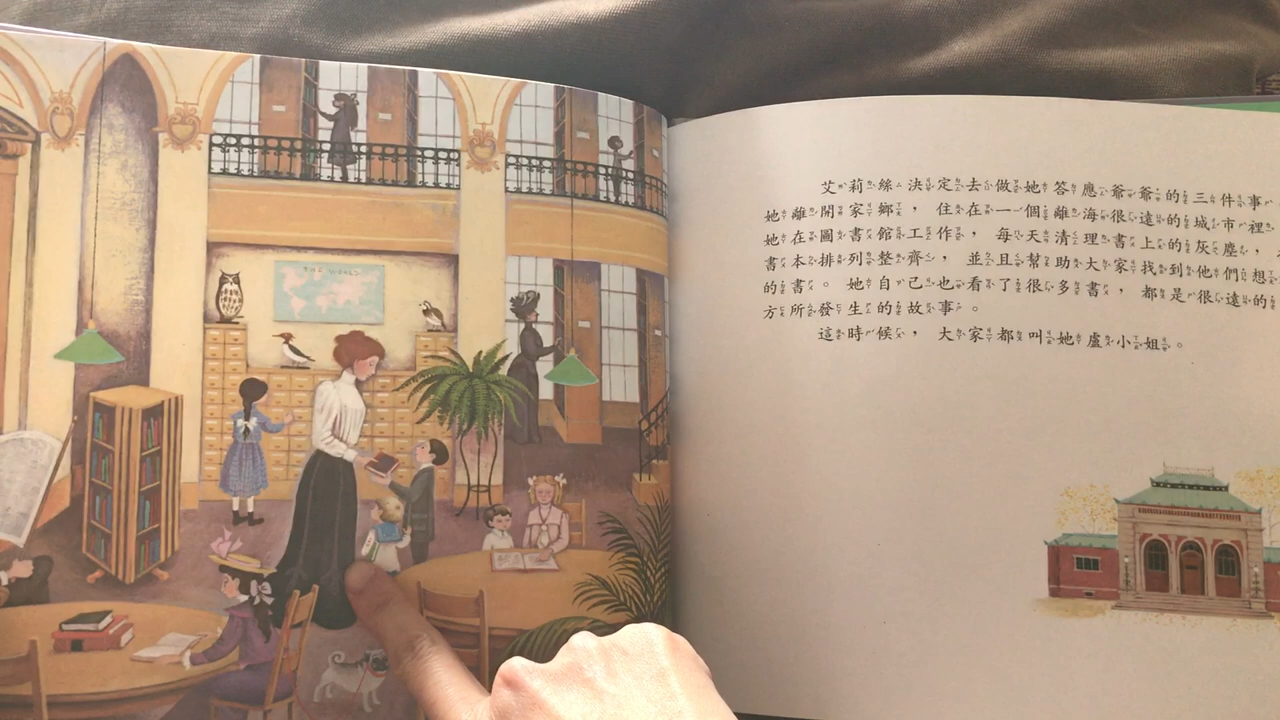 THE WORLD
艾莉絲決定去做她答應爺爺的三件事
她離開家鄉，住在一個離海很遠的城市裡
她在圖書館工作，每天清理書上的灰塵，
書本排列整齊，並且幫助大家找到他們想
的書。她自己也看了很多書，都是很遠的
方所發生的故事。
這時候，大家都叫她盧小姐。